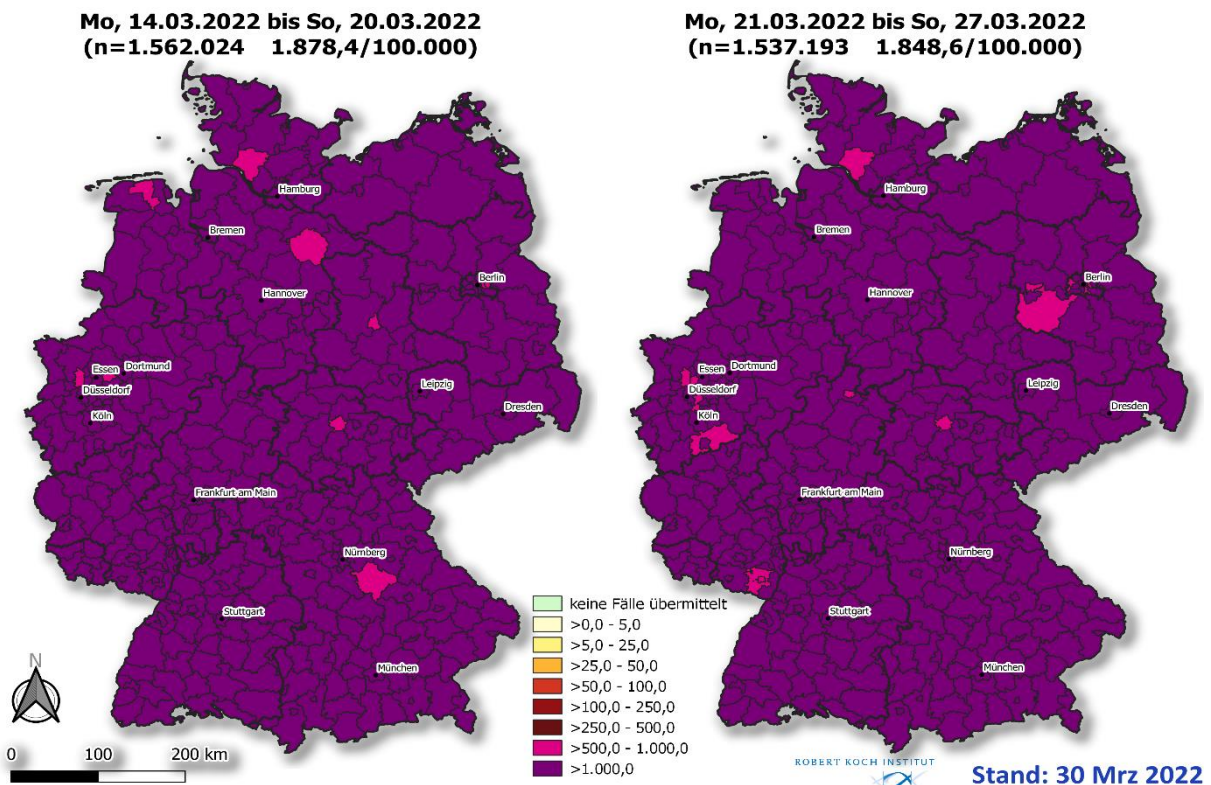 Mo, 14.03.2022 bis So, 20.03.2022
(n=1.562.024 1.878,4/100.000)
Mo, 21.03.2022 bis So, 27.03.2022
(n=1.537.193 1.848,6/100.000)
Hamburg
Bremen
Berlin
Hannover
Essen
Dortmund
Düsseldorf
Leipzig
Köln
Dresden
Frankfurt am Main
Nürnberg
Stuttgart
München
Hamburg
Bremen
Berlin
Hannover
Essen
Dortmund
Düsseldorf
Leipzig
Köln
Dresden
Frankfurt am Main
Nürnberg
Stuttgart
München
keine Fälle übermittelt
>0,0 - 5,0
>5,0 - 25,0
>25,0 - 50,0
>50,0 - 100,0
>100,0 - 250,0
>250,0 - 500,0
>500,0 - 1.000,0
>1.000,0
N
0 100 200 km
ROBERT KOCH INSTITUT
Stand: 30 Mrz 2022